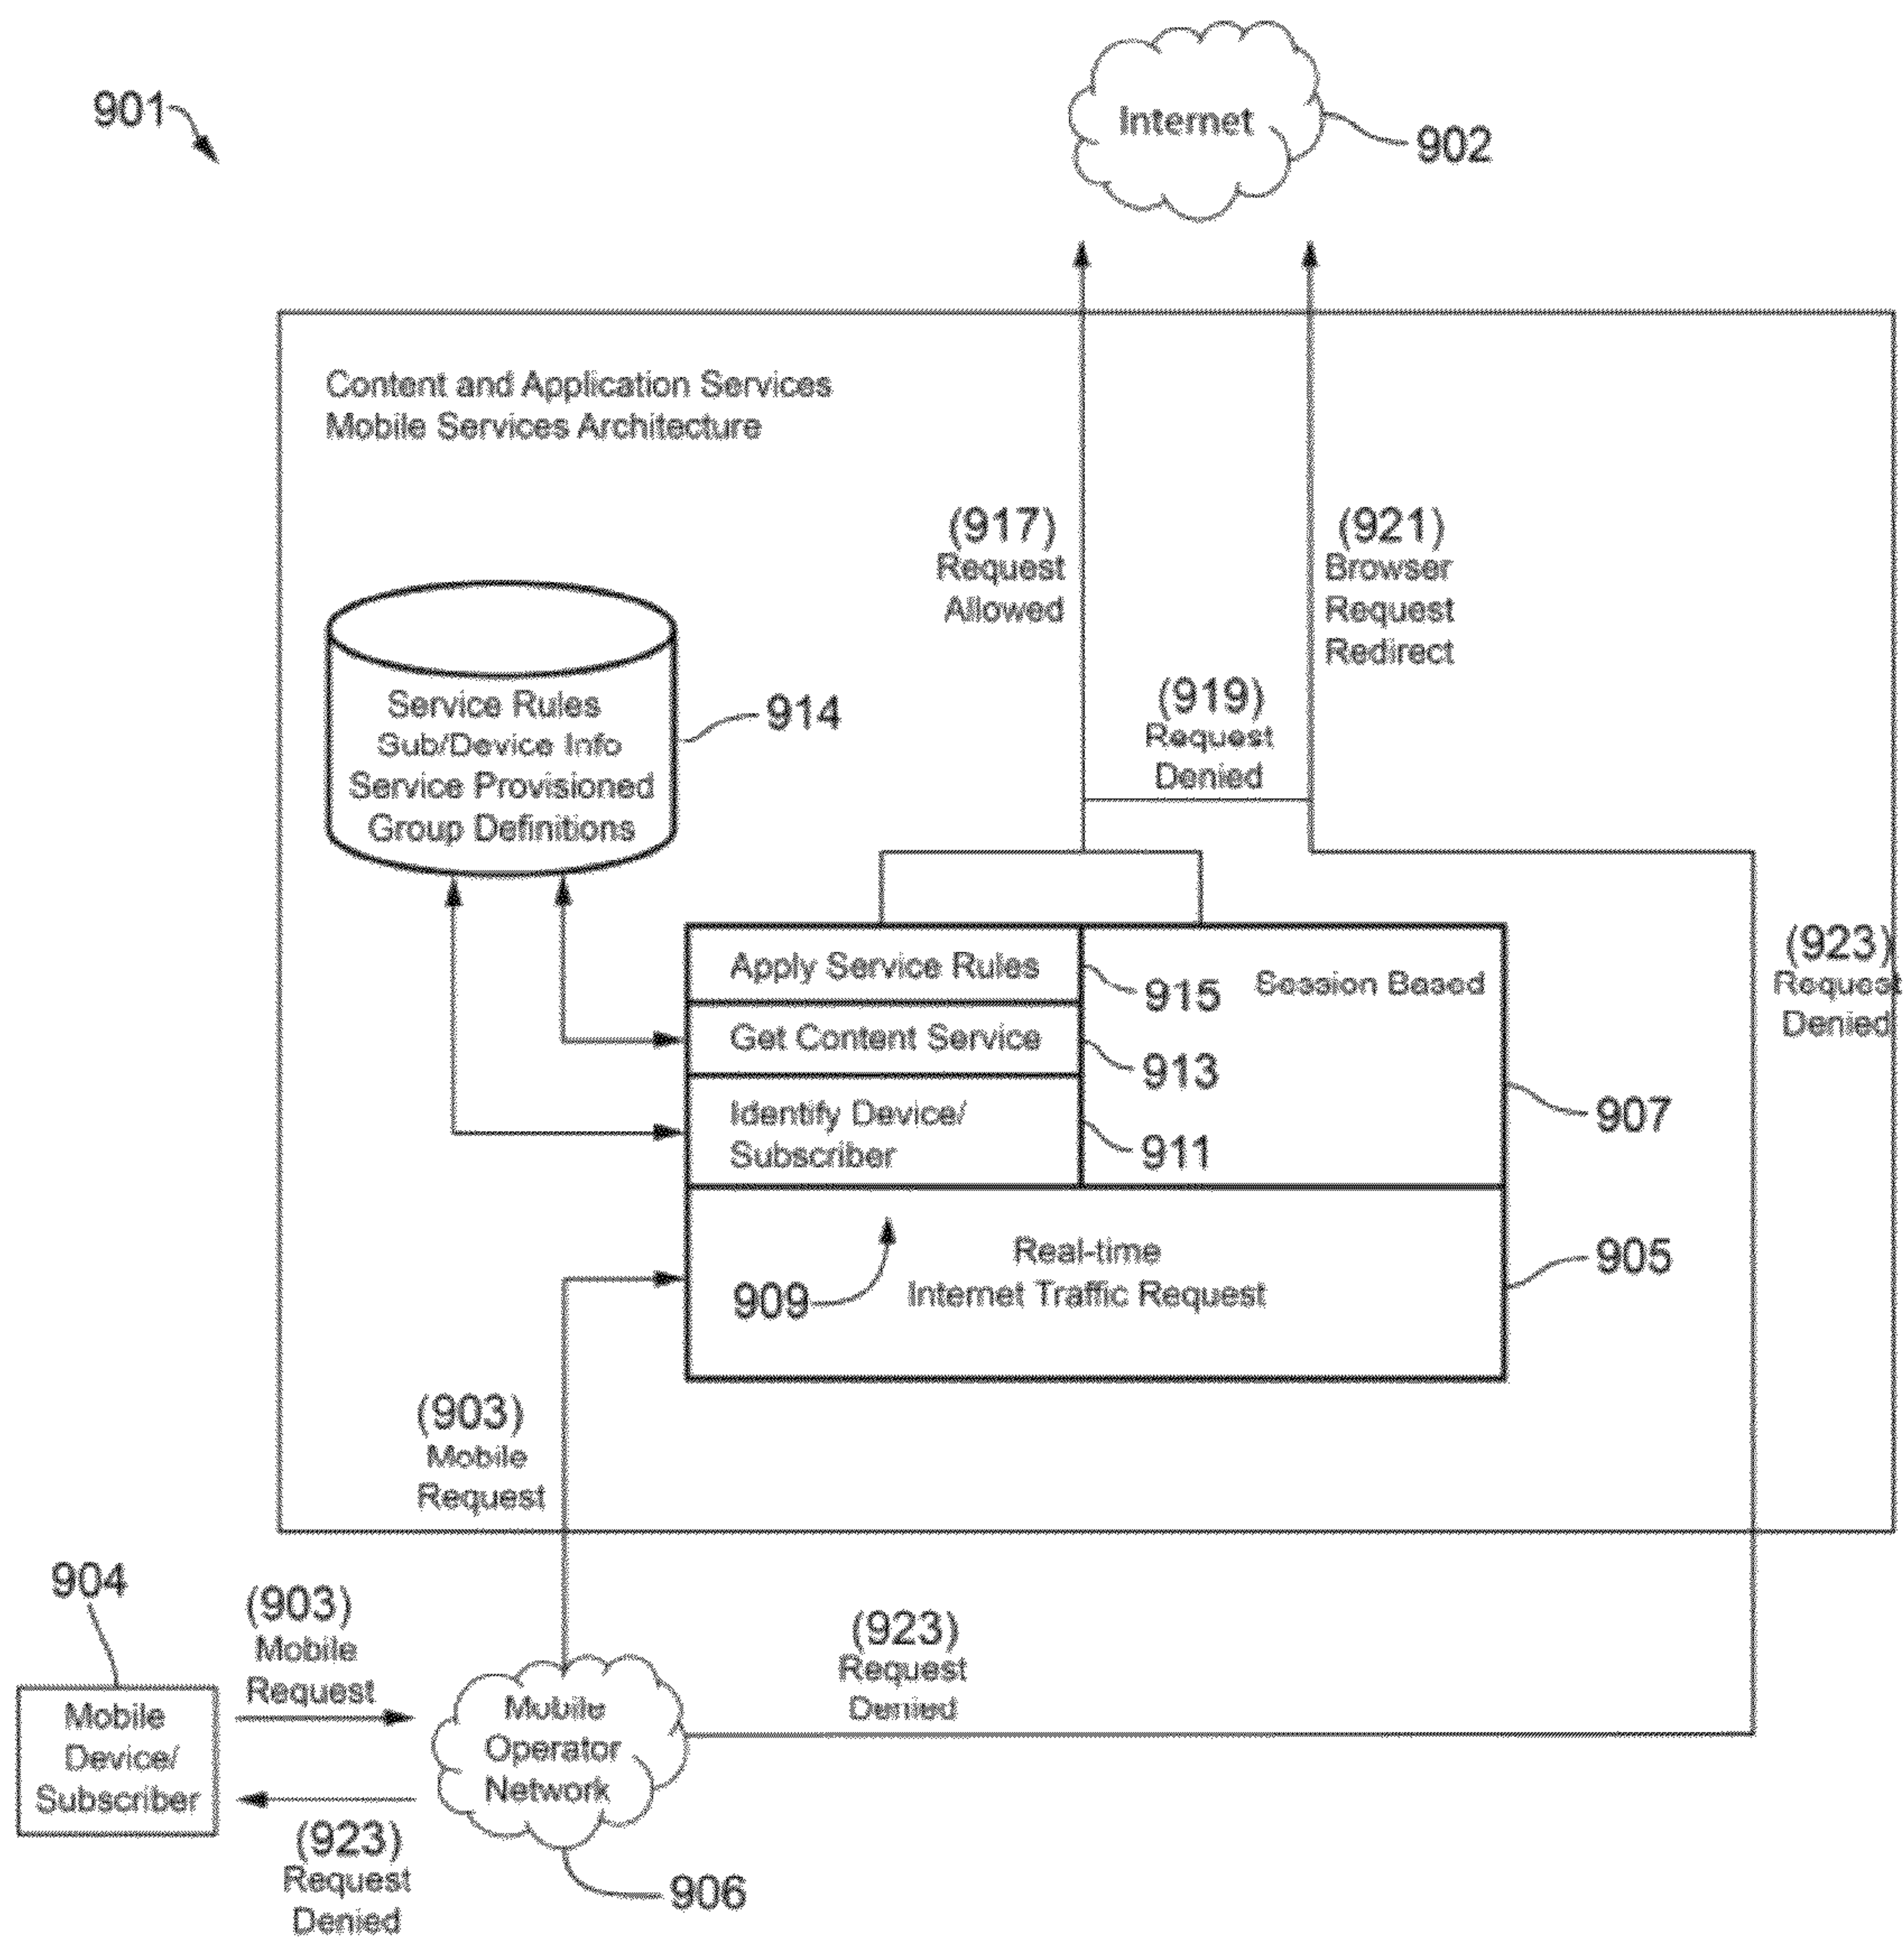 901
Internet
902
Content and Application Services
Mobile Services Architecture
(917)
Request
Allowed
(921)
Browser
Request
Redirect
(919)
Request
Denied
Service Rules
Sub/Device Info
Service Provisioned
Group Definitions
914
Apply Service Rules
915
Session Based
Get Content Service
913
Identify Device/
Subscriber
911
907
(923)
Request
Denied
Real-time
Internet Traffic Request
909
905
(903)
Mobile
Request
904
(903)
Mobile
Request
Mobile
Device/
Subscriber
(923)
Request
Denied
Mobile
Operator
Network
906
(923)
Request
Denied